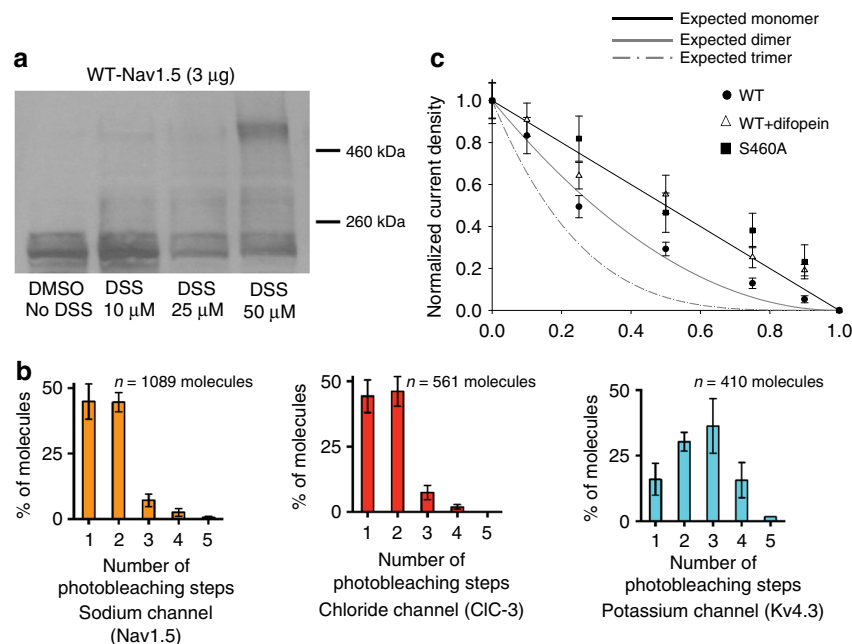 Expected monomer
Expected dimer
Expected trimer
a
WT-Nav1.5 (3 μg)
460 kDa
260 kDa
DMSO
No DSS
DSS
10 μM
DSS
25 μM
DSS
50 μM
c
Normalized current density
1.0
0.8
0.6
0.4
0.2
0.0
0.0
0.2
0.4
0.6
0.8
1.0
WT
WT+difopein
S460A
b
% of molecules
50
25
0
n = 1089 molecules
1 2 3 4 5
Number of
photobleaching steps
Sodium channel
(Nav1.5)
% of molecules
50
25
0
n = 561 molecules
1 2 3 4 5
Number of
photobleaching steps
Chloride channel (ClC-3)
% of molecules
50
25
0
n = 410 molecules
1 2 3 4 5
Number of
photobleaching steps
Potassium channel (Kv4.3)